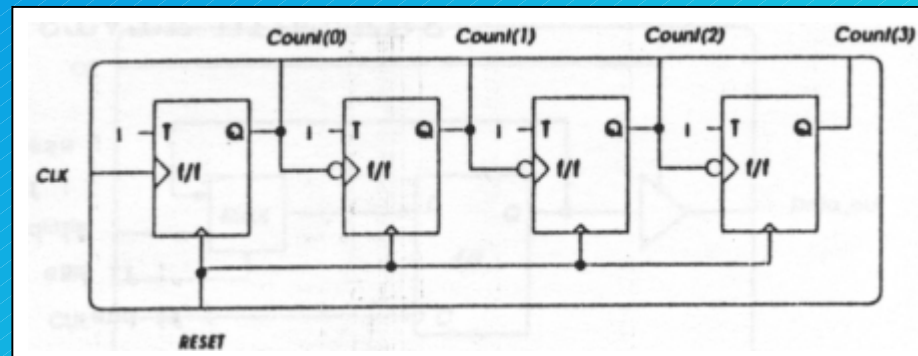 Count(0) Count(1) Count(2) Count(3)
1 T Q 1 T Q 1 T Q 1 T Q
CLK f/f f/f f/f f/f
RESET